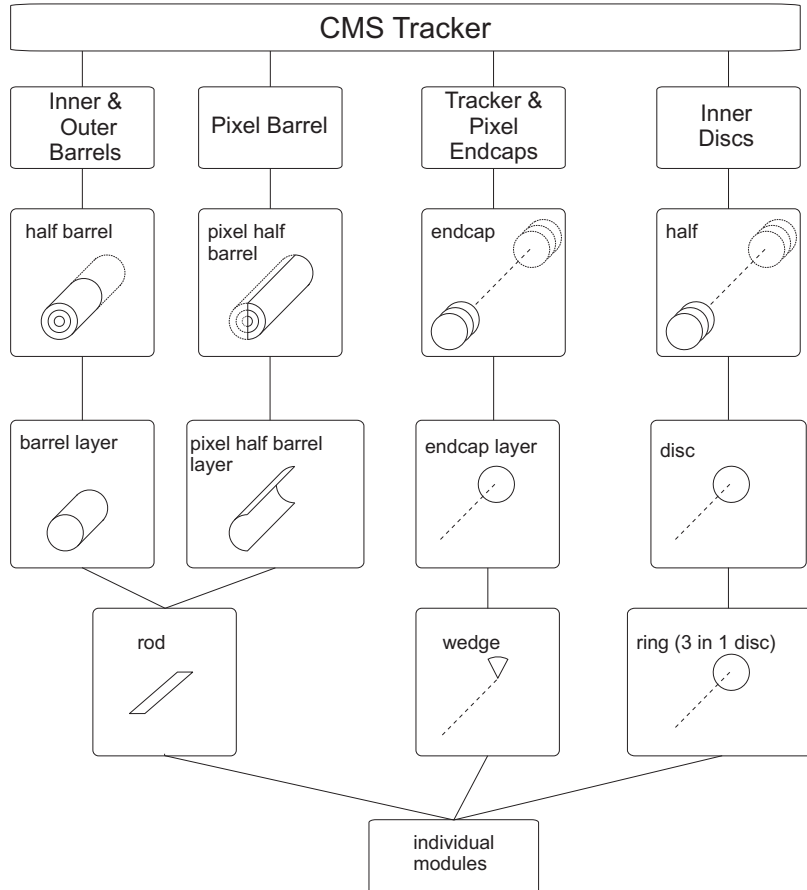 CMS Tracker
Inner &
Outer
Barrels
Pixel Barrel
Tracker &
Pixel
Endcaps
Inner
Discs
half barrel
pixel half
barrel
endcap
half
barrel layer
pixel half barrel
layer
endcap layer
disc
rod
wedge
ring (3 in 1 disc)
individual
modules